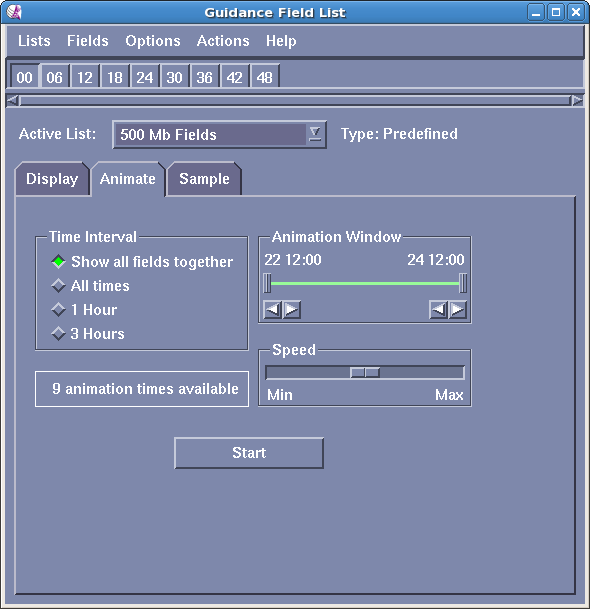 Guidance Field List
Lists Fields Options Actions Help
00 06 12 18 24 30 36 42 48
Active List: 500 Mb Fields Type: Predefined
Display Animate Sample
Time Interval
Show all fields together
All times
1 Hour
3 Hours
9 animation times available
Animation Window
22 12:00 24 12:00
Speed
Min Max
Start